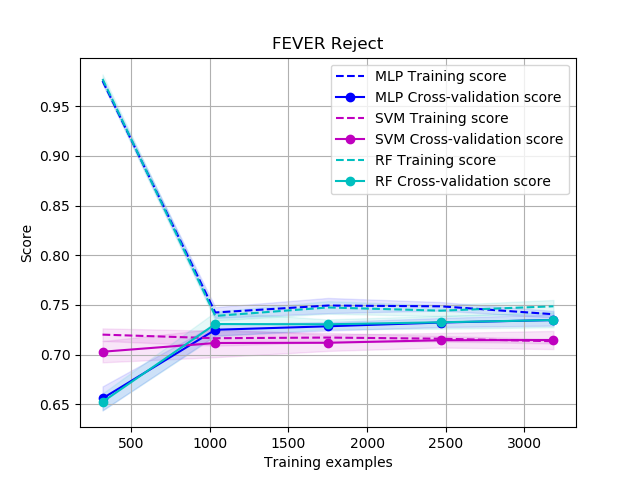 FEVER Reject
MLP Training score
MLP Cross-validation score
SVM Training score
SVM Cross-validation score
RF Training score
RF Cross-validation score
0.95
0.90
0.85
0.80
0.75
0.70
0.65
Score
500 1000 1500 2000 2500 3000
Training examples